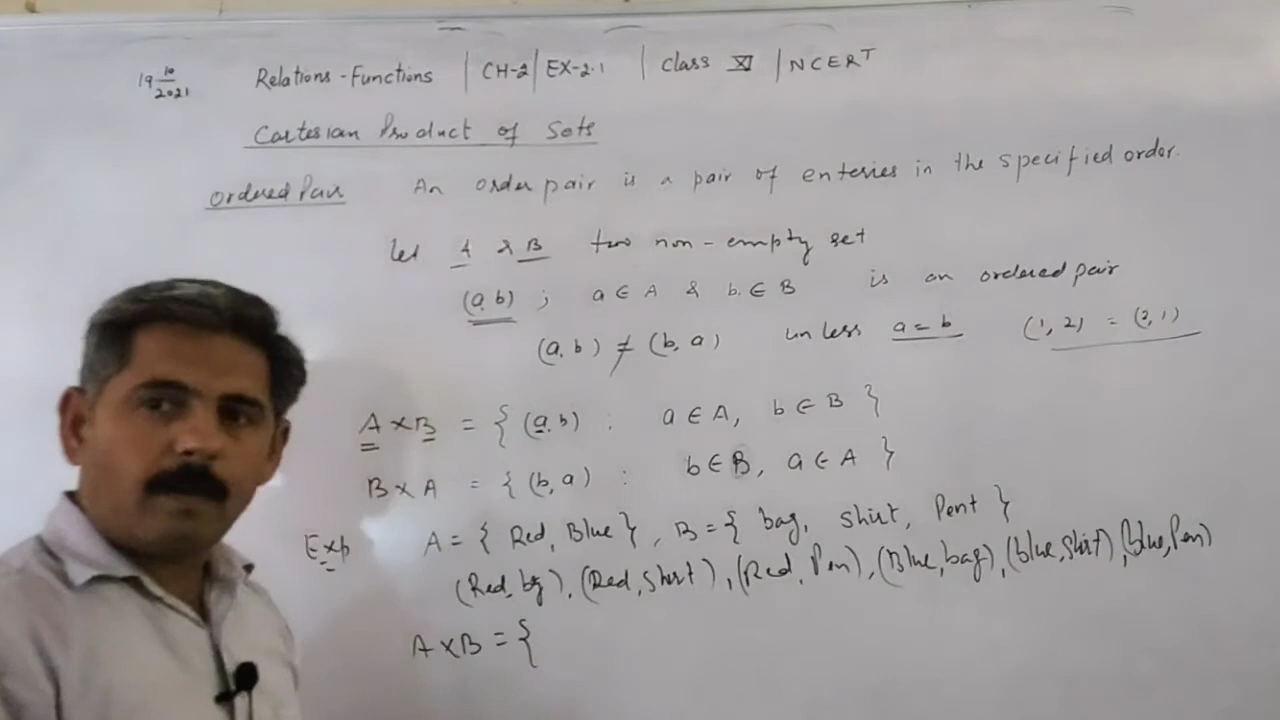 19 10/2021 Relations-Functions | CH-2 | EX-2.1 | Class XI | NCERT
Cartesian Product of Sets
Ordered Pair An order pair is a pair of enteries in the specified order.
Let A & B two non-empty set
(a, b) ; a ∈ A & b ∈ B is an ordered pair
(a, b) ≠ (b, a) unless a = b (1, 2) = (2, 1)
A × B = { (a, b) : a ∈ A, b ∈ B }
B × A = { (b, a) : b ∈ B, a ∈ A }
Exp A = { Red, Blue }, B = { bag, shirt, Pent }
(Red, bg), (Red, shirt), (Red, Pen), (Blue, bag), (blue, shirt), (blue, Pen)
A × B = {